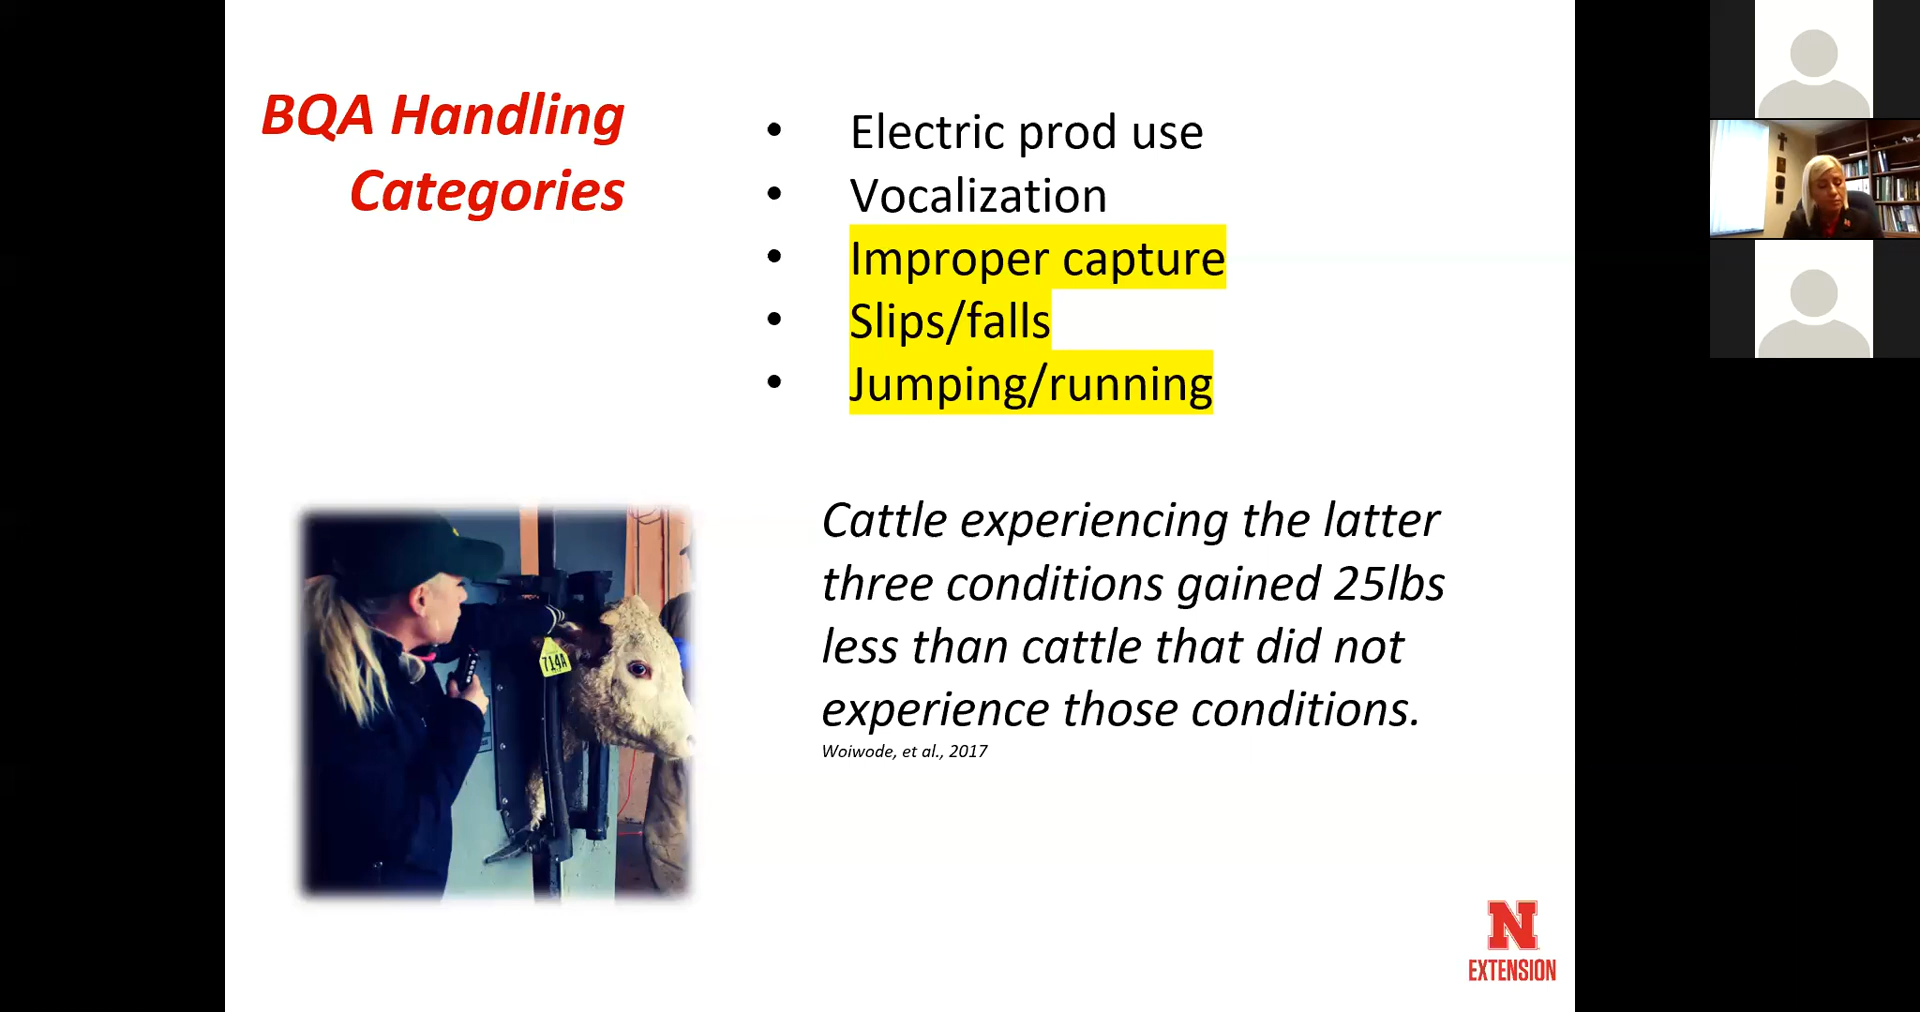 BQA Handling
Categories
• Electric prod use
• Vocalization
• Improper capture
• Slips/falls
• Jumping/running
Cattle experiencing the latter
three conditions gained 25lbs
less than cattle that did not
experience those conditions.
Woiwode, et al., 2017
714A
N
EXTENSION